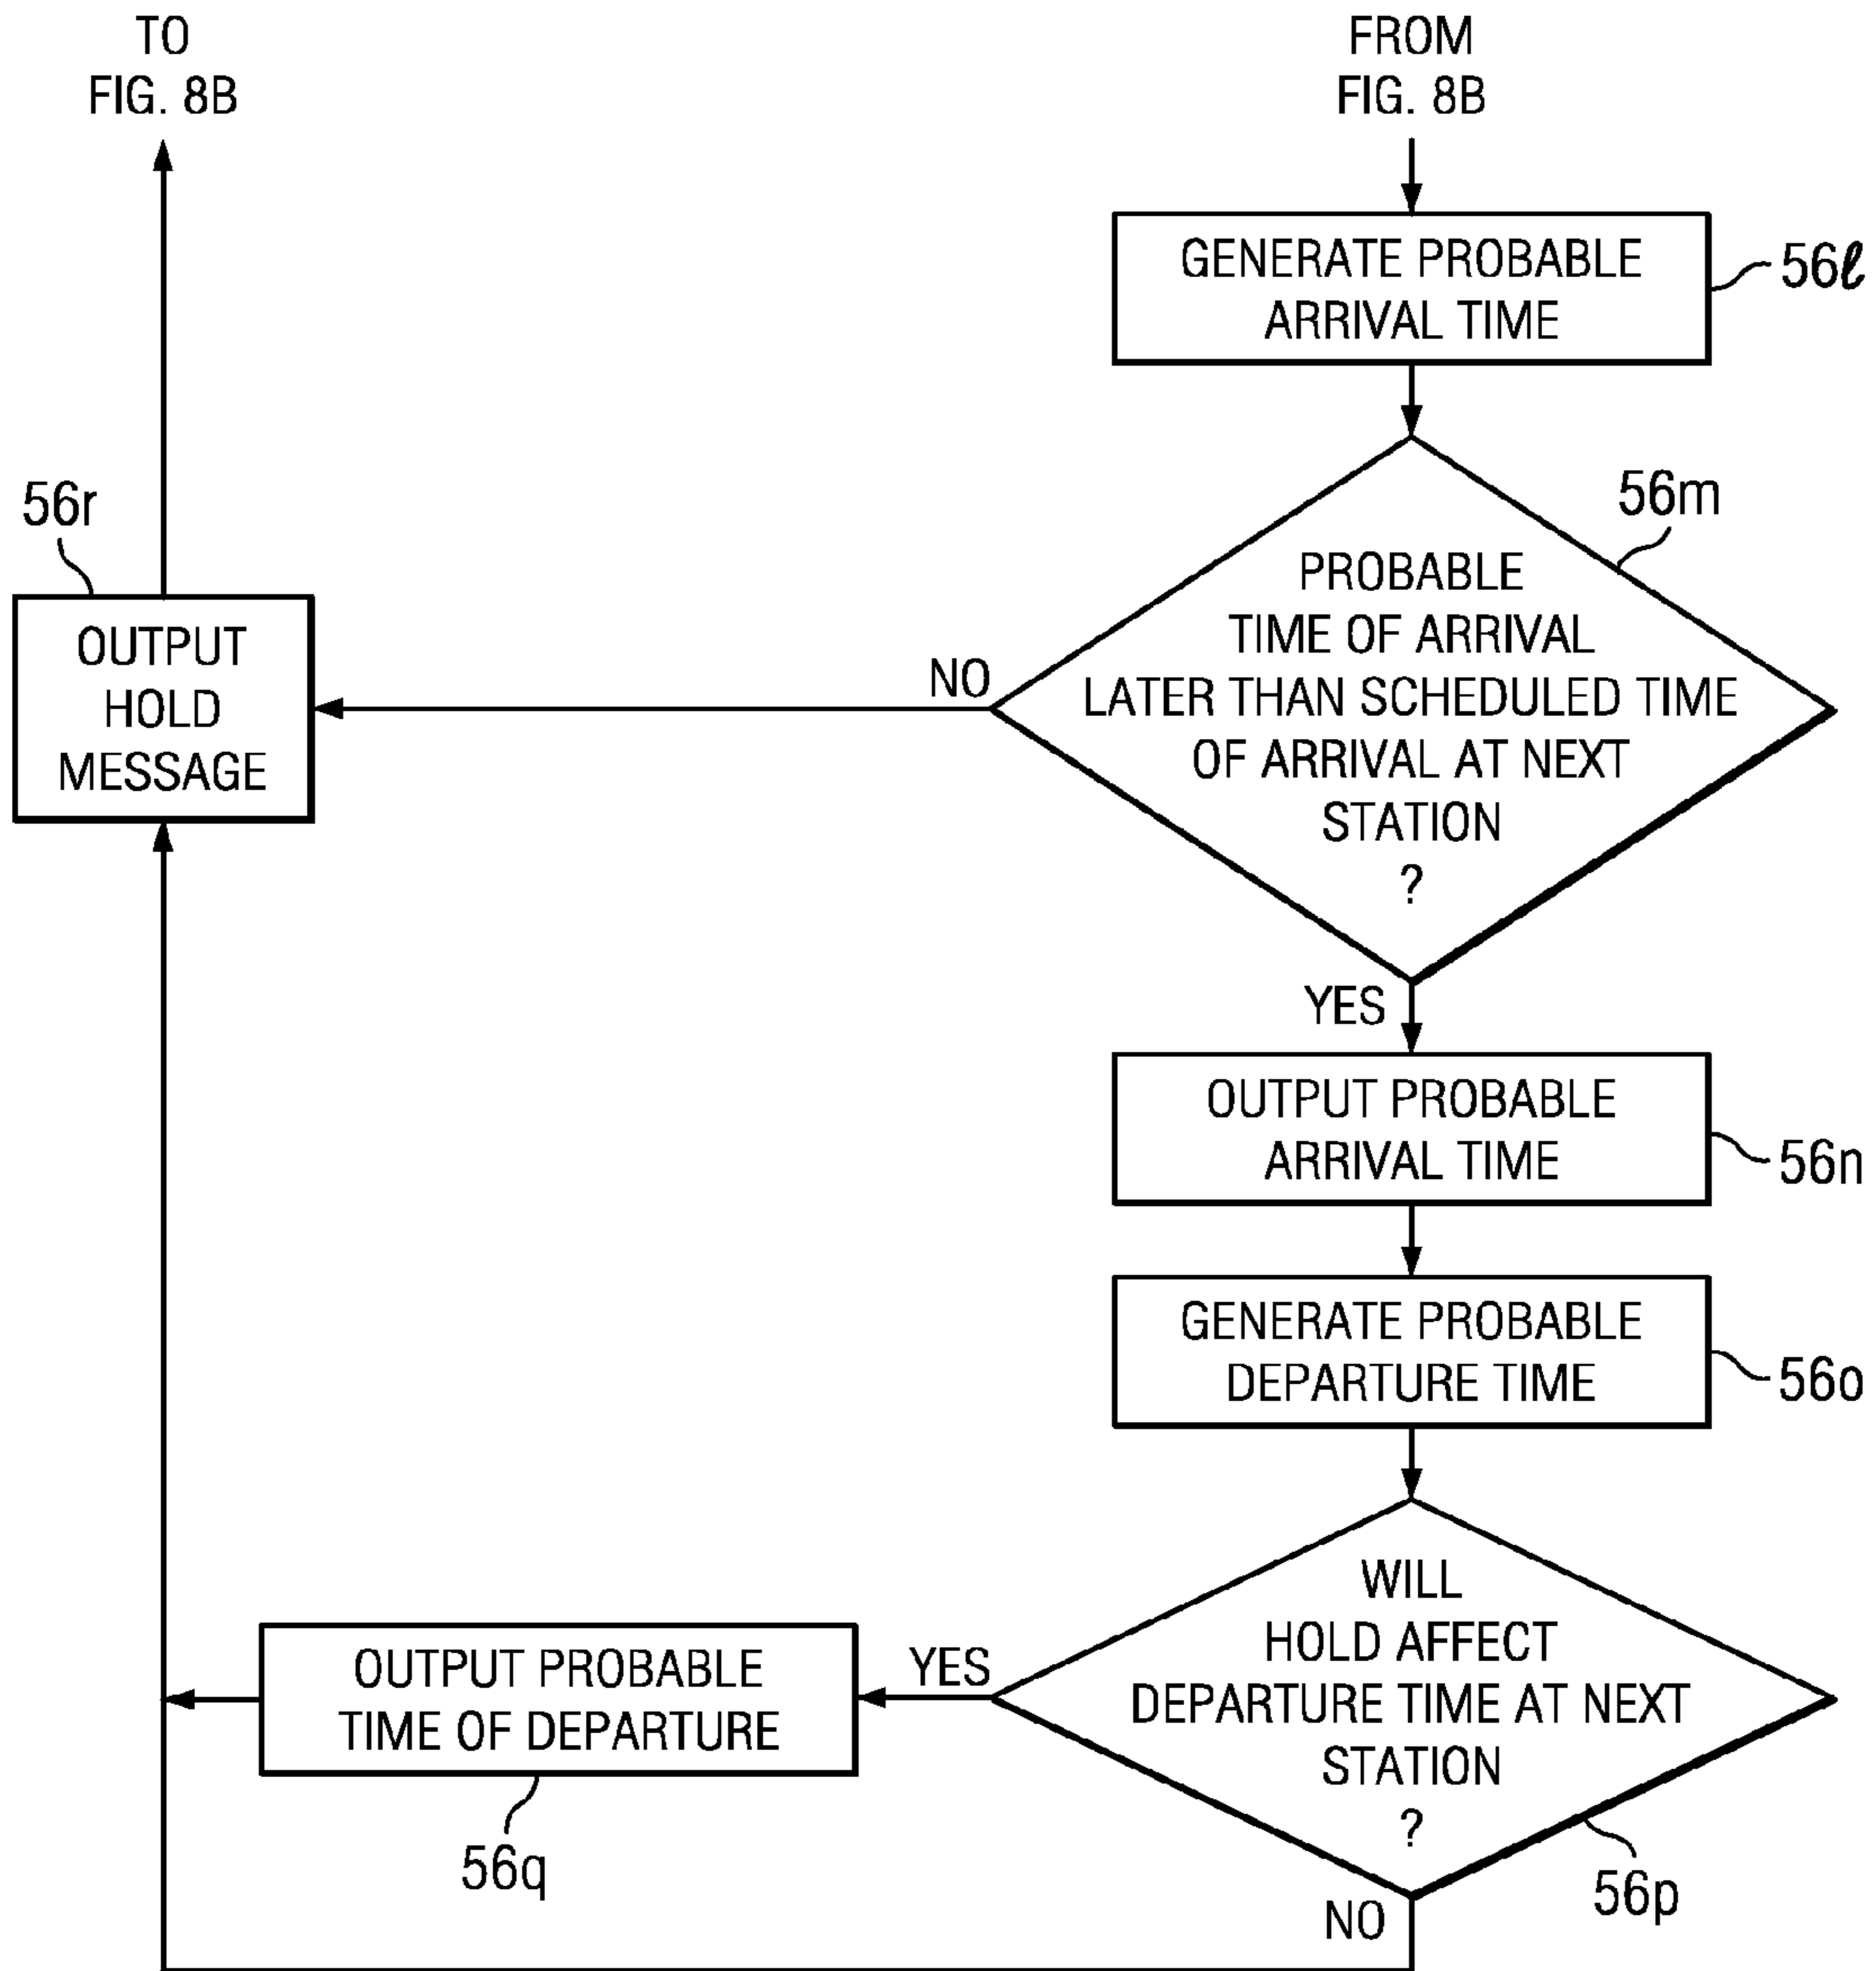 TO
FIG. 8B
FROM
FIG. 8B
GENERATE PROBABLE
ARRIVAL TIME
56ℓ
56m
PROBABLE
TIME OF ARRIVAL
LATER THAN SCHEDULED TIME
OF ARRIVAL AT NEXT
STATION
?
NO
56r
OUTPUT
HOLD
MESSAGE
YES
OUTPUT PROBABLE
ARRIVAL TIME
56n
GENERATE PROBABLE
DEPARTURE TIME
56o
WILL
HOLD AFFECT
DEPARTURE TIME AT NEXT
STATION
?
YES
OUTPUT PROBABLE
TIME OF DEPARTURE
56q
56p
NO